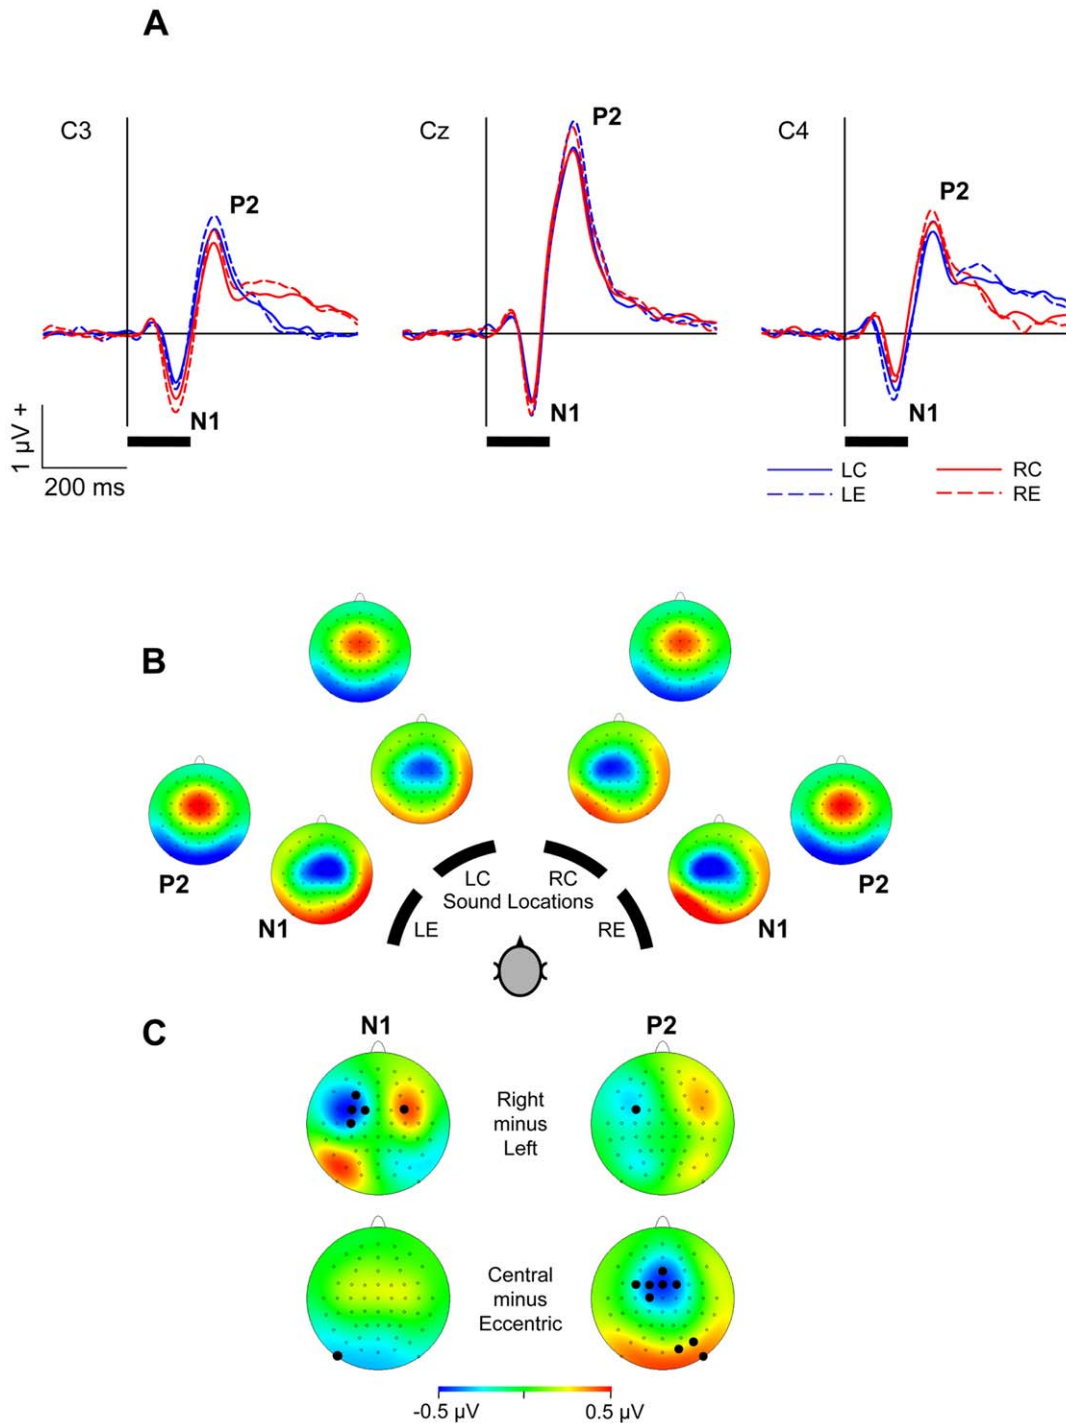 A
C3
P2
N1
1 µV +
200 ms
Cz
P2
N1
C4
P2
N1
LC
RC
LE
RE
B
P2
N1
LC
RC
Sound Locations
LE
RE
N1
P2
C
N1
P2
Right
minus
Left
Central
minus
Eccentric
-0.5 µV
0.5 µV